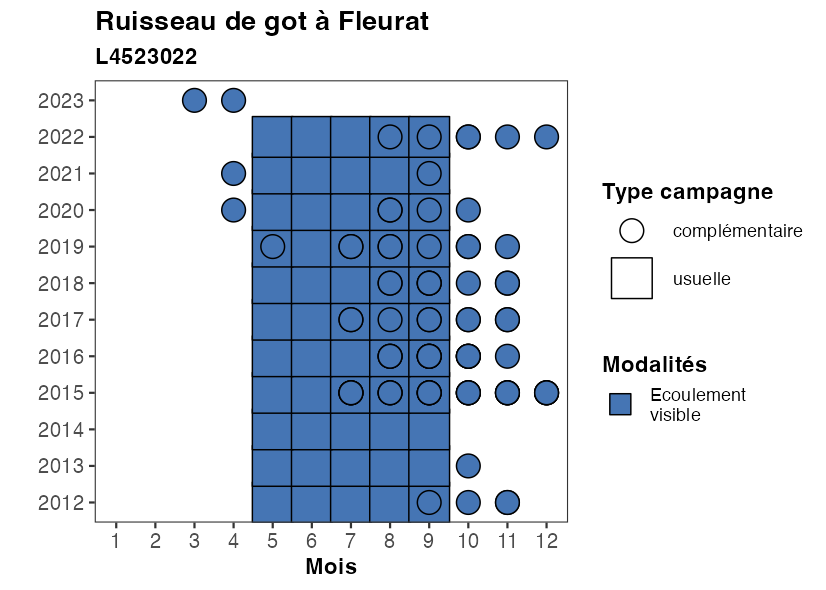 Ruisseau de got à Fleurat
L4523022
2023
2022
2021
2020
2019
2018
2017
2016
2015
2014
2013
2012
1 2 3 4 5 6 7 8 9 10 11 12
Mois
Type campagne
complémentaire
usuelle
Modalités
Ecoulement
visible